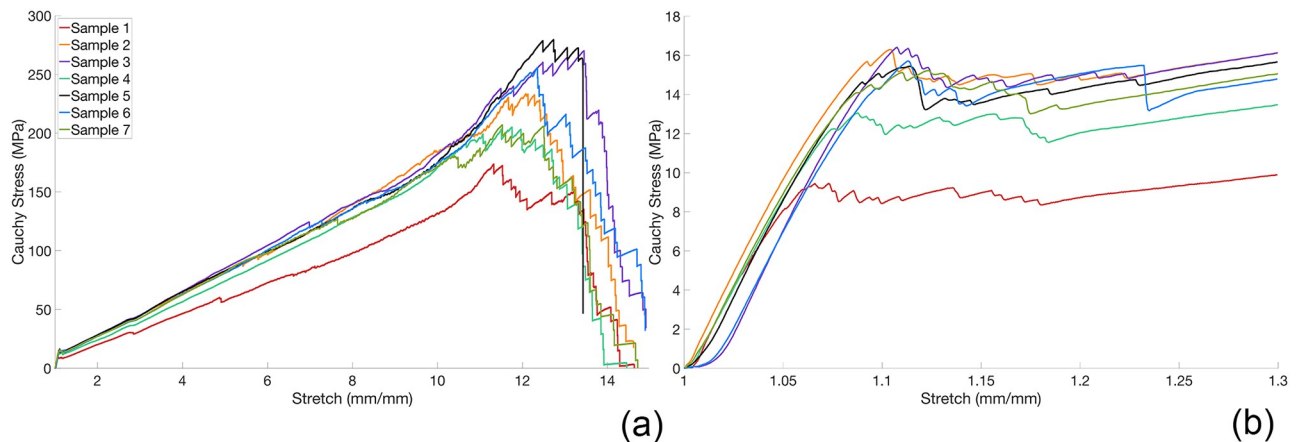 300
250
200
150
100
50
0
Cauchy Stress (MPa)
Sample 1
Sample 2
Sample 3
Sample 4
Sample 5
Sample 6
Sample 7
2 4 6 8 10 12 14
Stretch (mm/mm)
(a)
18
16
14
12
10
8
6
4
2
0
Cauchy Stress (MPa)
1 1.05 1.1 1.15 1.2 1.25 1.3
Stretch (mm/mm)
(b)